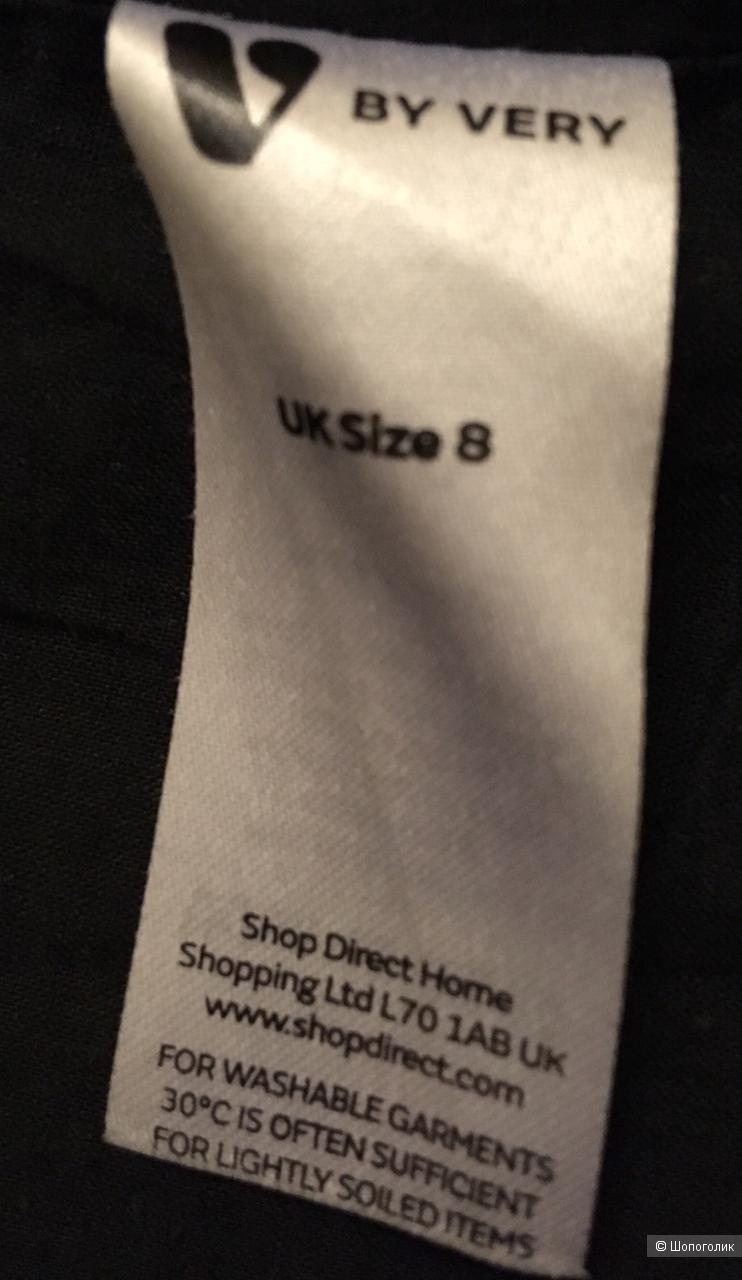 V BY VERY
UK Size 8
Shop Direct Home
Shopping Ltd L70 1AB UK
www.shopdirect.com
FOR WASHABLE GARMENTS
30°C IS OFTEN SUFFICIENT
FOR LIGHTLY SOILED ITEMS
© Шопоголик